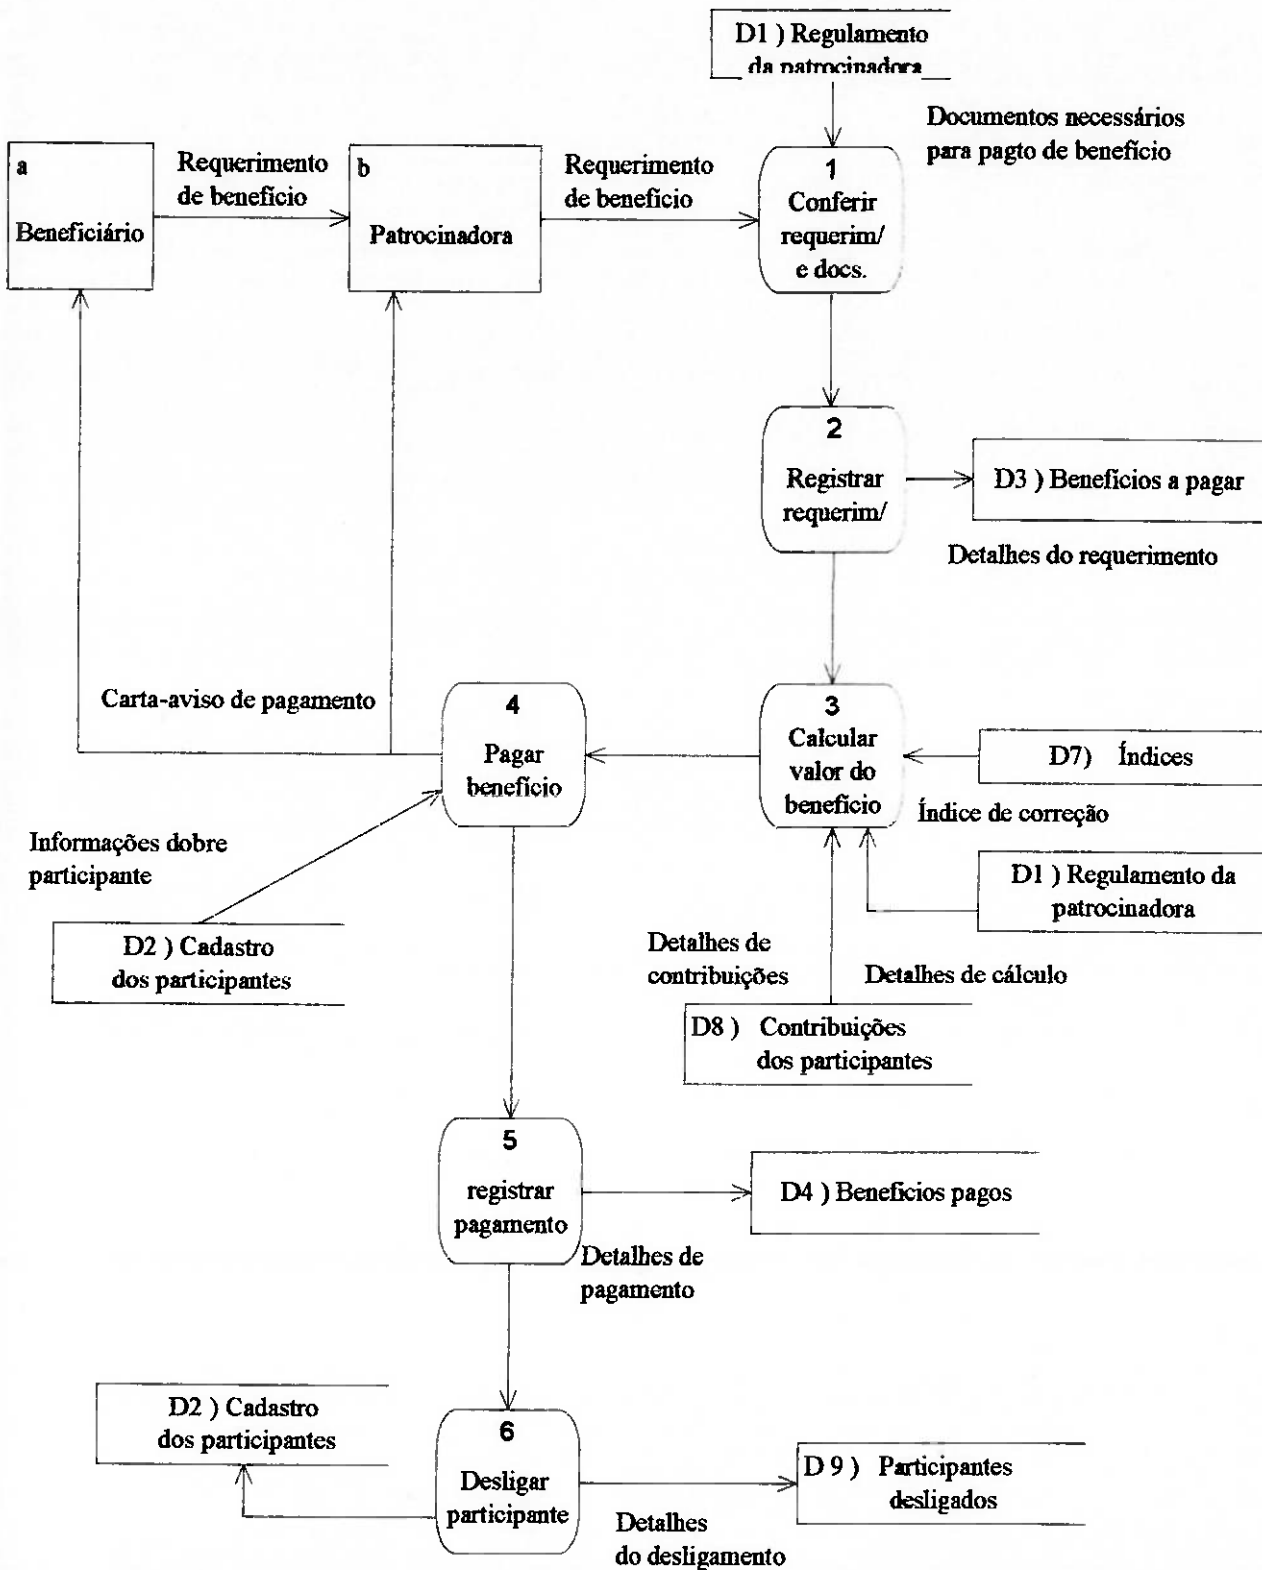 D1 ) Regulamento
da patrocinadora
Documentos necessários
para pagto de benefício
a
Beneficiário
Requerimento
de benefício
b
Patrocinadora
Requerimento
de benefício
1
Conferir
requerim/
e docs.
2
Registrar
requerim/
D3 ) Benefícios a pagar
Detalhes do requerimento
Carta-aviso de pagamento
4
Pagar
benefício
3
Calcular
valor do
benefício
D7) Índices
Índice de correção
Informações dobre
participante
D1 ) Regulamento da
patrocinadora
D2 ) Cadastro
dos participantes
Detalhes de
contribuições
Detalhes de cálculo
D8 ) Contribuições
dos participantes
5
registrar
pagamento
D4 ) Benefícios pagos
Detalhes de
pagamento
D2 ) Cadastro
dos participantes
6
Desligar
participante
D 9 ) Participantes
desligados
Detalhes
do desligamento